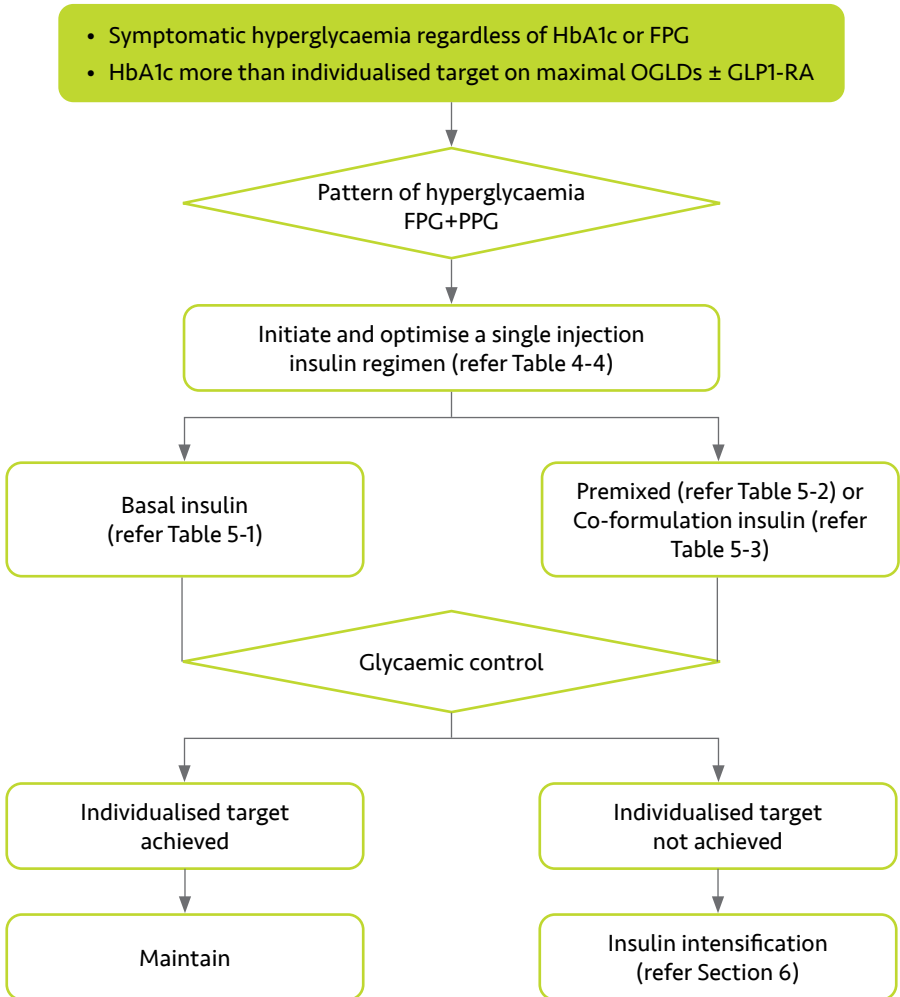 • Symptomatic hyperglycaemia regardless of HbA1c or FPG
• HbA1c more than individualised target on maximal OGLDs ± GLP1-RA
Pattern of hyperglycaemia
FPG+PPG
Initiate and optimise a single injection
insulin regimen (refer Table 4-4)
Basal insulin
(refer Table 5-1)
Premixed (refer Table 5-2) or
Co-formulation insulin (refer
Table 5-3)
Glycaemic control
Individualised target
achieved
Individualised target
not achieved
Maintain
Insulin intensification
(refer Section 6)